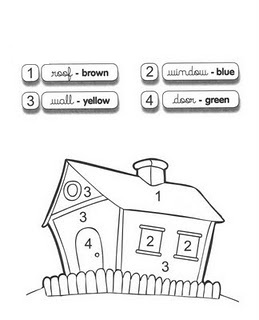 1 roof - brown
2 window - blue
3 wall - yellow
4 door - green
3
1
3
4
2
2
3